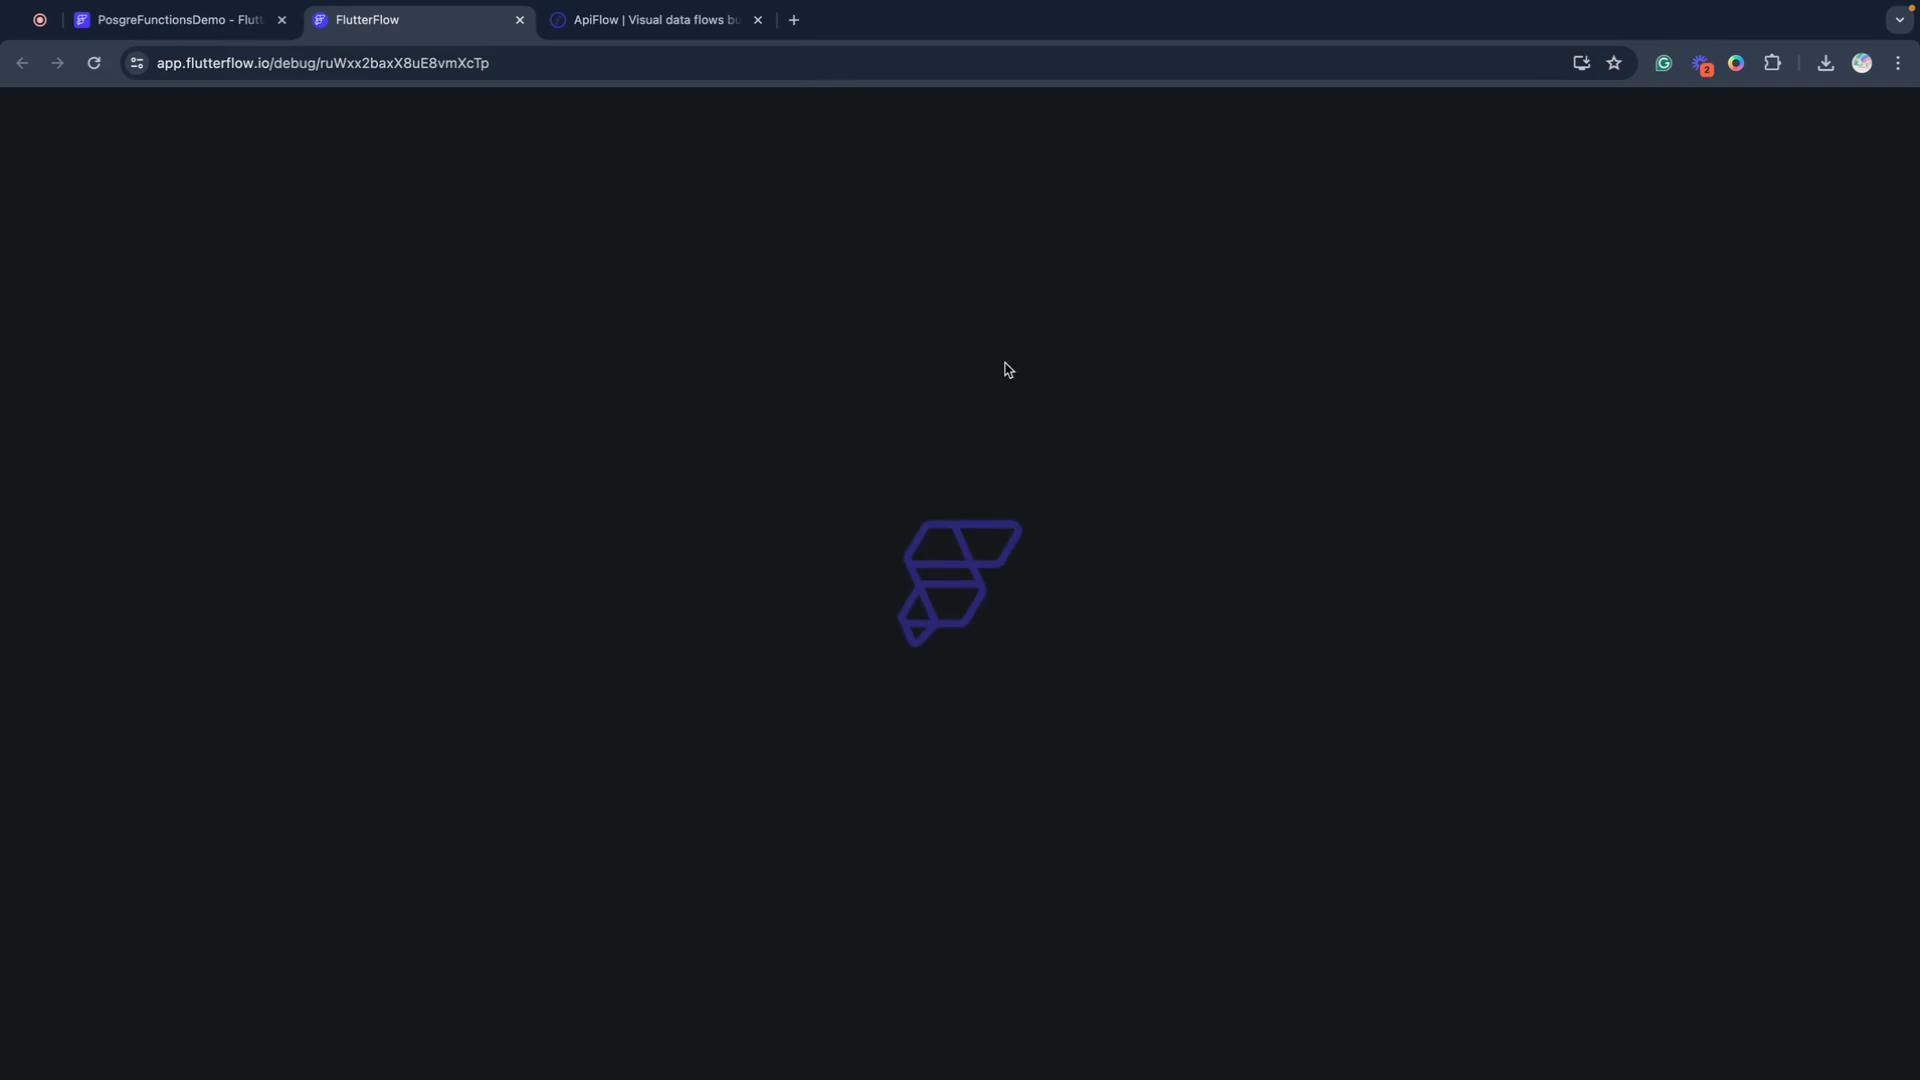 PosgreFunctionsDemo - Flutt
FlutterFlow
ApiFlow | Visual data flows bu
app.flutterflow.io/debug/ruWxx2baxX8uE8vmXcTp
2